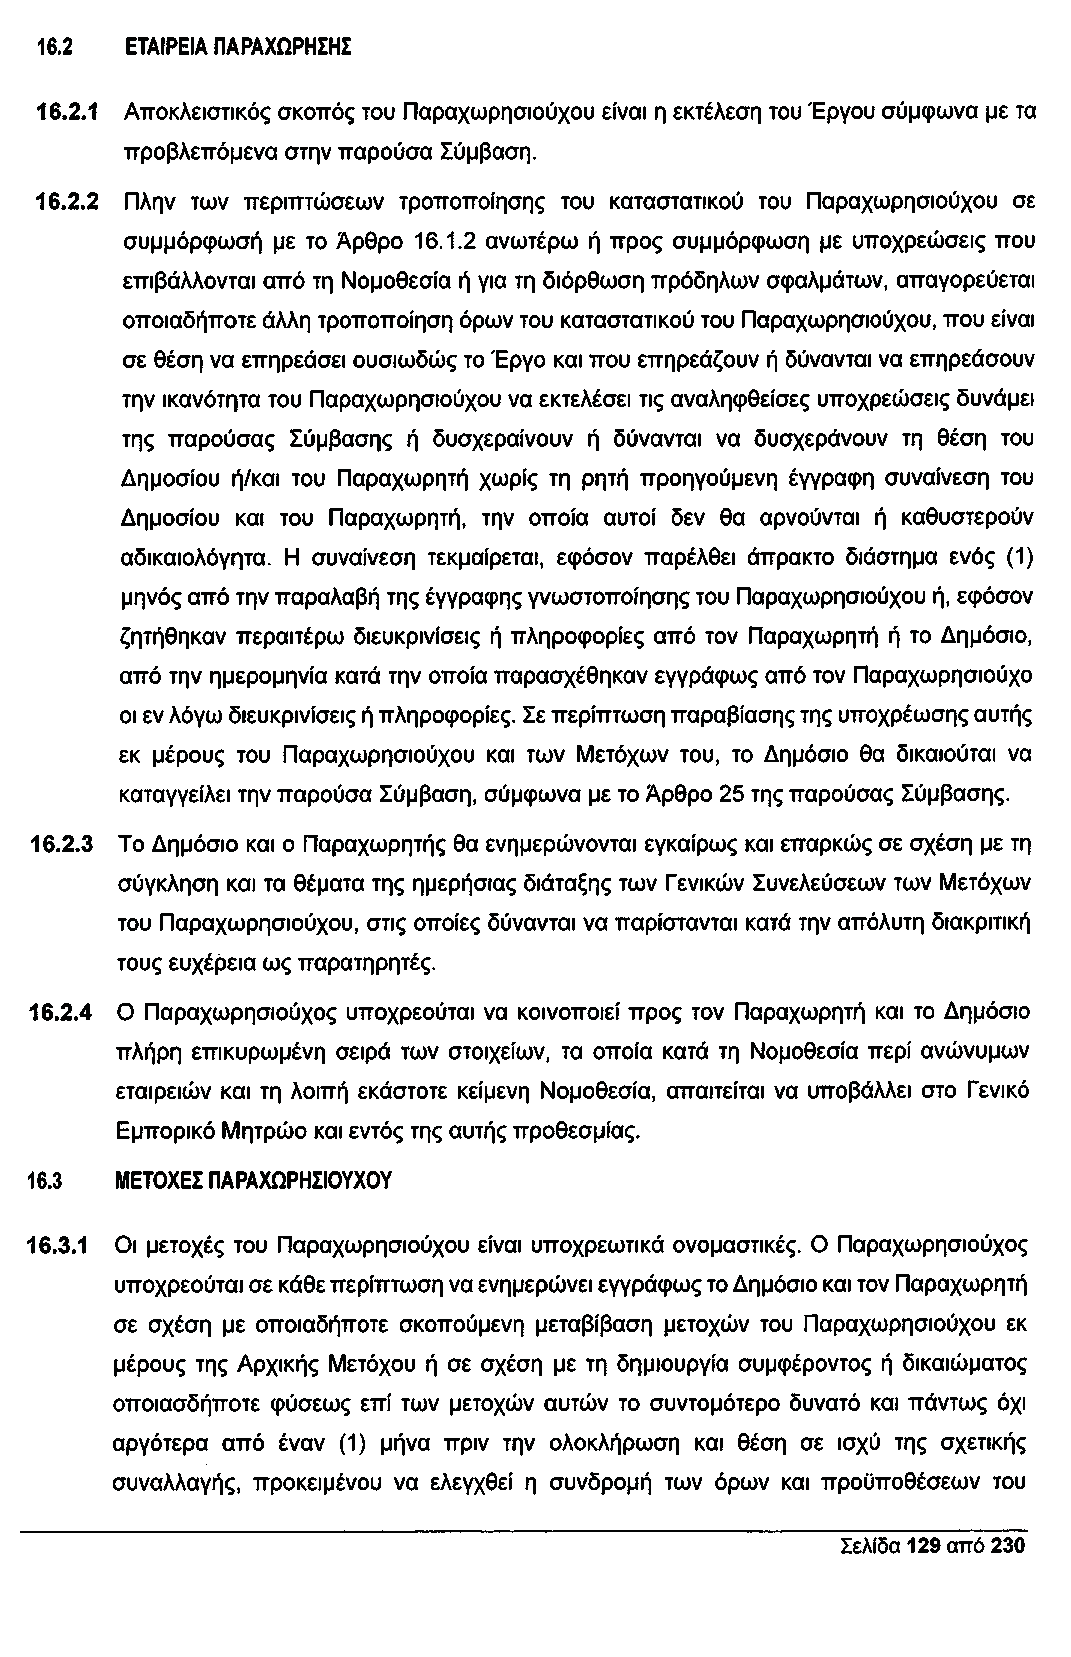 16.2 ΕΤΑΙΡΕΙΑ ΠΑΡΑΧΩΡΗΣΗΣ
16.2.1 Αποκλειστικός σκοπός του Παραχωρησιούχου είναι η εκτέλεση του Έργου σύμφωνα με τα
προβλεπόμενα στην παρούσα Σύμβαση.
16.2.2 Πλην των περιπτώσεων τροποποίησης του καταστατικού του Παραχωρησιούχου σε
συμμόρφωσή με το Άρθρο 16.1.2 ανωτέρω ή προς συμμόρφωση με υποχρεώσεις που
επιβάλλονται από τη Νομοθεσία ή για τη διόρθωση πρόδηλων σφαλμάτων, απαγορεύεται
οποιαδήποτε άλλη τροποποίηση όρων του καταστατικού του Παραχωρησιούχου, που είναι
σε θέση να επηρεάσει ουσιωδώς το Έργο και που επηρεάζουν ή δύνανται να επηρεάσουν
την ικανότητα του Παραχωρησιούχου να εκτελέσει τις αναληφθείσες υποχρεώσεις δυνάμει
της παρούσας Σύμβασης ή δυσχεραίνουν ή δύνανται να δυσχεράνουν τη θέση του
Δημοσίου ή/και του Παραχωρητή χωρίς τη ρητή προηγούμενη έγγραφη συναίνεση του
Δημοσίου και του Παραχωρητή, την οποία αυτοί δεν θα αρνούνται ή καθυστερούν
αδικαιολόγητα. Η συναίνεση τεκμαίρεται, εφόσον παρέλθει άπρακτο διάστημα ενός (1)
μηνός από την παραλαβή της έγγραφης γνωστοποίησης του Παραχωρησιούχου ή, εφόσον
ζητήθηκαν περαιτέρω διευκρινίσεις ή πληροφορίες από τον Παραχωρητή ή το Δημόσιο,
από την ημερομηνία κατά την οποία παρασχέθηκαν εγγράφως από τον Παραχωρησιούχο
οι εν λόγω διευκρινίσεις ή πληροφορίες. Σε περίπτωση παραβίασης της υποχρέωσης αυτής
εκ μέρους του Παραχωρησιούχου και των Μετόχων του, το Δημόσιο θα δικαιούται να
καταγγείλει την παρούσα Σύμβαση, σύμφωνα με το Άρθρο 25 της παρούσας Σύμβασης.
16.2.3 Το Δημόσιο και ο Παραχωρητής θα ενημερώνονται εγκαίρως και επαρκώς σε σχέση με τη
σύγκληση και τα θέματα της ημερήσιας διάταξης των Γενικών Συνελεύσεων των Μετόχων
του Παραχωρησιούχου, στις οποίες δύνανται να παρίστανται κατά την απόλυτη διακριτική
τους ευχέρεια ως παρατηρητές.
16.2.4 Ο Παραχωρησιούχος υποχρεούται να κοινοποιεί προς τον Παραχωρητή και το Δημόσιο
πλήρη επικυρωμένη σειρά των στοιχείων, τα οποία κατά τη Νομοθεσία περί ανώνυμων
εταιρειών και τη λοιπή εκάστοτε κείμενη Νομοθεσία, απαιτείται να υποβάλλει στο Γενικό
Εμπορικό Μητρώο και εντός της αυτής προθεσμίας.
16.3 ΜΕΤΟΧΕΣ ΠΑΡΑΧΩΡΗΣΙΟΥΧΟΥ
16.3.1 Οι μετοχές του Παραχωρησιούχου είναι υποχρεωτικά ονομαστικές. Ο Παραχωρησιούχος
υποχρεούται σε κάθε περίπτωση να ενημερώνει εγγράφως το Δημόσιο και τον Παραχωρητή
σε σχέση με οποιαδήποτε σκοπούμενη μεταβίβαση μετοχών του Παραχωρησιούχου εκ
μέρους της Αρχικής Μετόχου ή σε σχέση με τη δημιουργία συμφέροντος ή δικαιώματος
οποιασδήποτε φύσεως επί των μετοχών αυτών το συντομότερο δυνατό και πάντως όχι
αργότερα από έναν (1) μήνα πριν την ολοκλήρωση και θέση σε ισχύ της σχετικής
συναλλαγής, προκειμένου να ελεγχθεί η συνδρομή των όρων και προϋποθέσεων του
Σελίδα 129 από 230